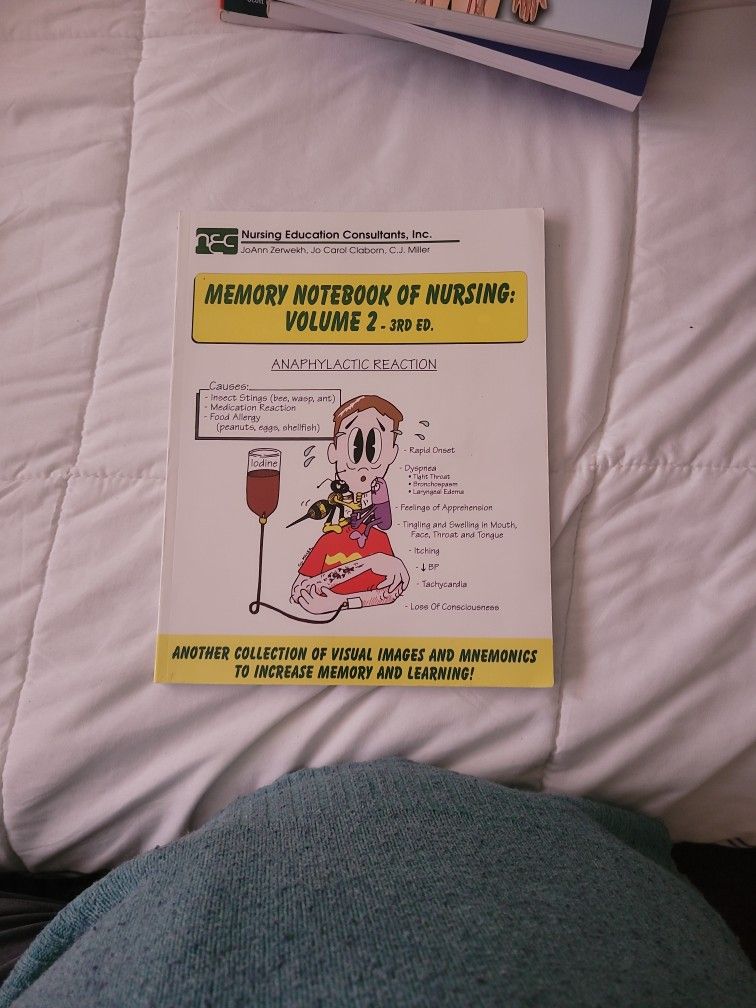 nec
Nursing Education Consultants, Inc.
JoAnn Zerwekh, Jo Carol Claborn, C.J. Miller
MEMORY NOTEBOOK OF NURSING:
VOLUME 2 - 3RD ED.
ANAPHYLACTIC REACTION
Causes:
- Insect Stings (bee, wasp, ant)
- Medication Reaction
- Food Allergy
(peanuts, eggs, shellfish)
Iodine
- Rapid Onset
- Dyspnea
• Tight Throat
• Bronchospasm
• Laryngeal Edema
- Feelings of Apprehension
- Tingling and Swelling in Mouth,
Face, Throat and Tongue
- Itching
- ↓ BP
- Tachycardia
- Loss Of Consciousness
ANOTHER COLLECTION OF VISUAL IMAGES AND MNEMONICS
TO INCREASE MEMORY AND LEARNING!